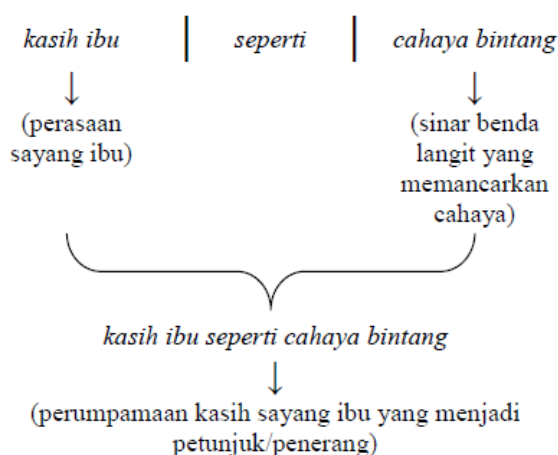 kasih ibu | seperti | cahaya bintang
↓ ↓
(perasaan
sayang ibu)
(sinar benda
langit yang
memancarkan
cahaya)
kasih ibu seperti cahaya bintang
↓
(perumpamaan kasih sayang ibu yang menjadi
petunjuk/penerang)